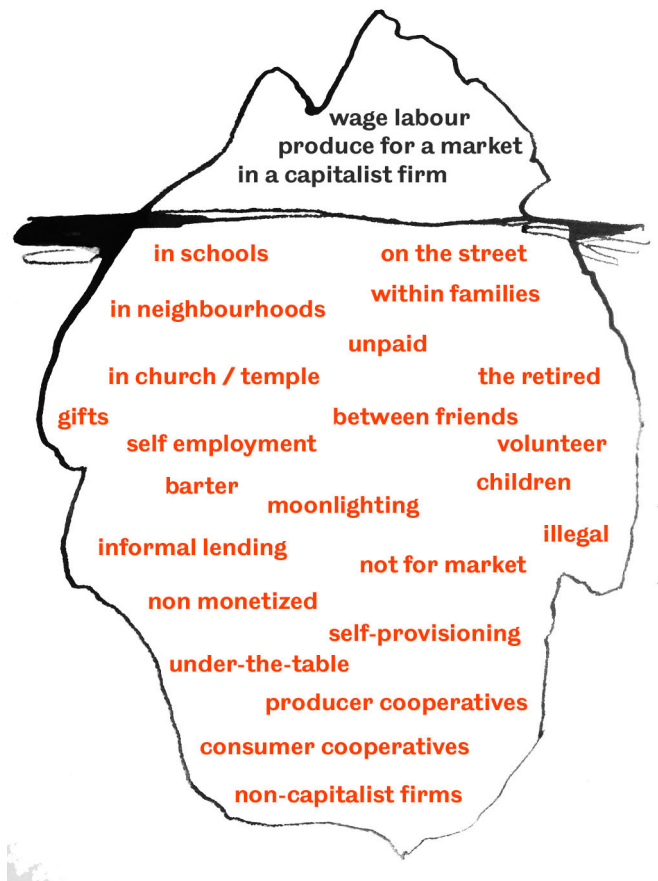 wage labour
produce for a market
in a capitalist firm
in schools
on the street
within families
in neighbourhoods
unpaid
in church / temple
the retired
gifts
between friends
self employment
volunteer
barter
children
moonlighting
illegal
informal lending
not for market
non monetized
self-provisioning
under-the-table
producer cooperatives
consumer cooperatives
non-capitalist firms